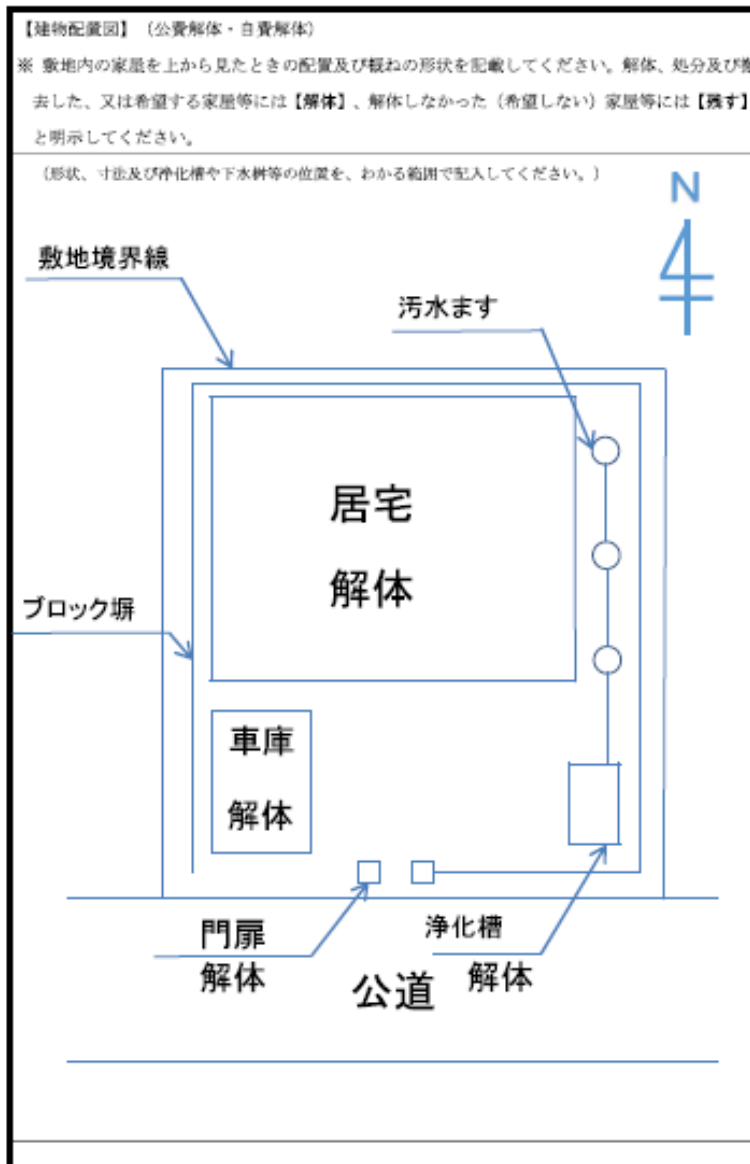 【建物配置図】（公費解体・自費解体）
※ 敷地内の家屋を上から見たときの配置及び概ねの形状を記載してください。解体、処分及び撤
去した、又は希望する家屋等には【解体】、解体しなかった（希望しない）家屋等には【残す】
と明示してください。
（形状、寸法及び浄化槽や下水桝等の位置を、わかる範囲で記入してください。）
N
敷地境界線
汚水ます
居宅
解体
ブロック塀
車庫
解体
門扉
解体
浄化槽
解体
公道